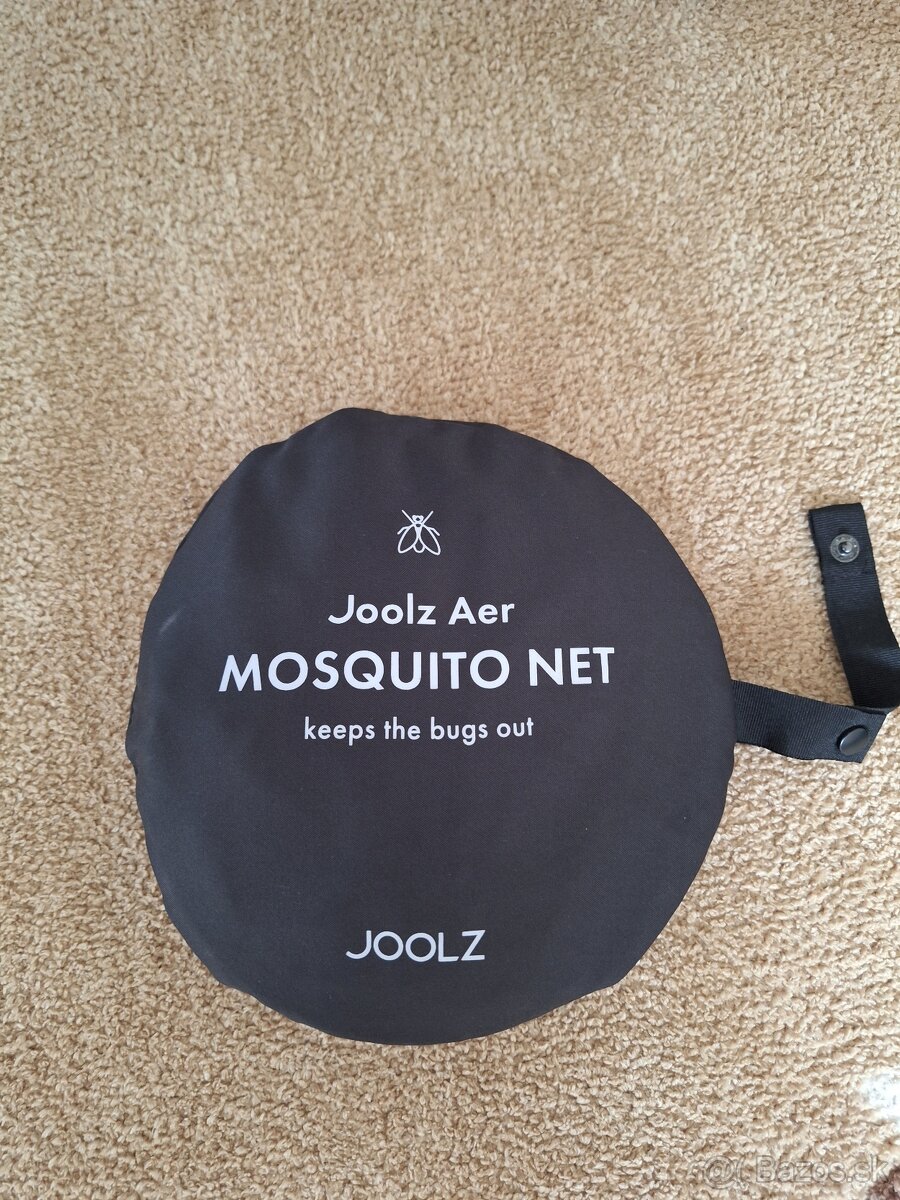 Joolz Aer
MOSQUITO NET
keeps the bugs out
JOOLZ
Bazos.sk